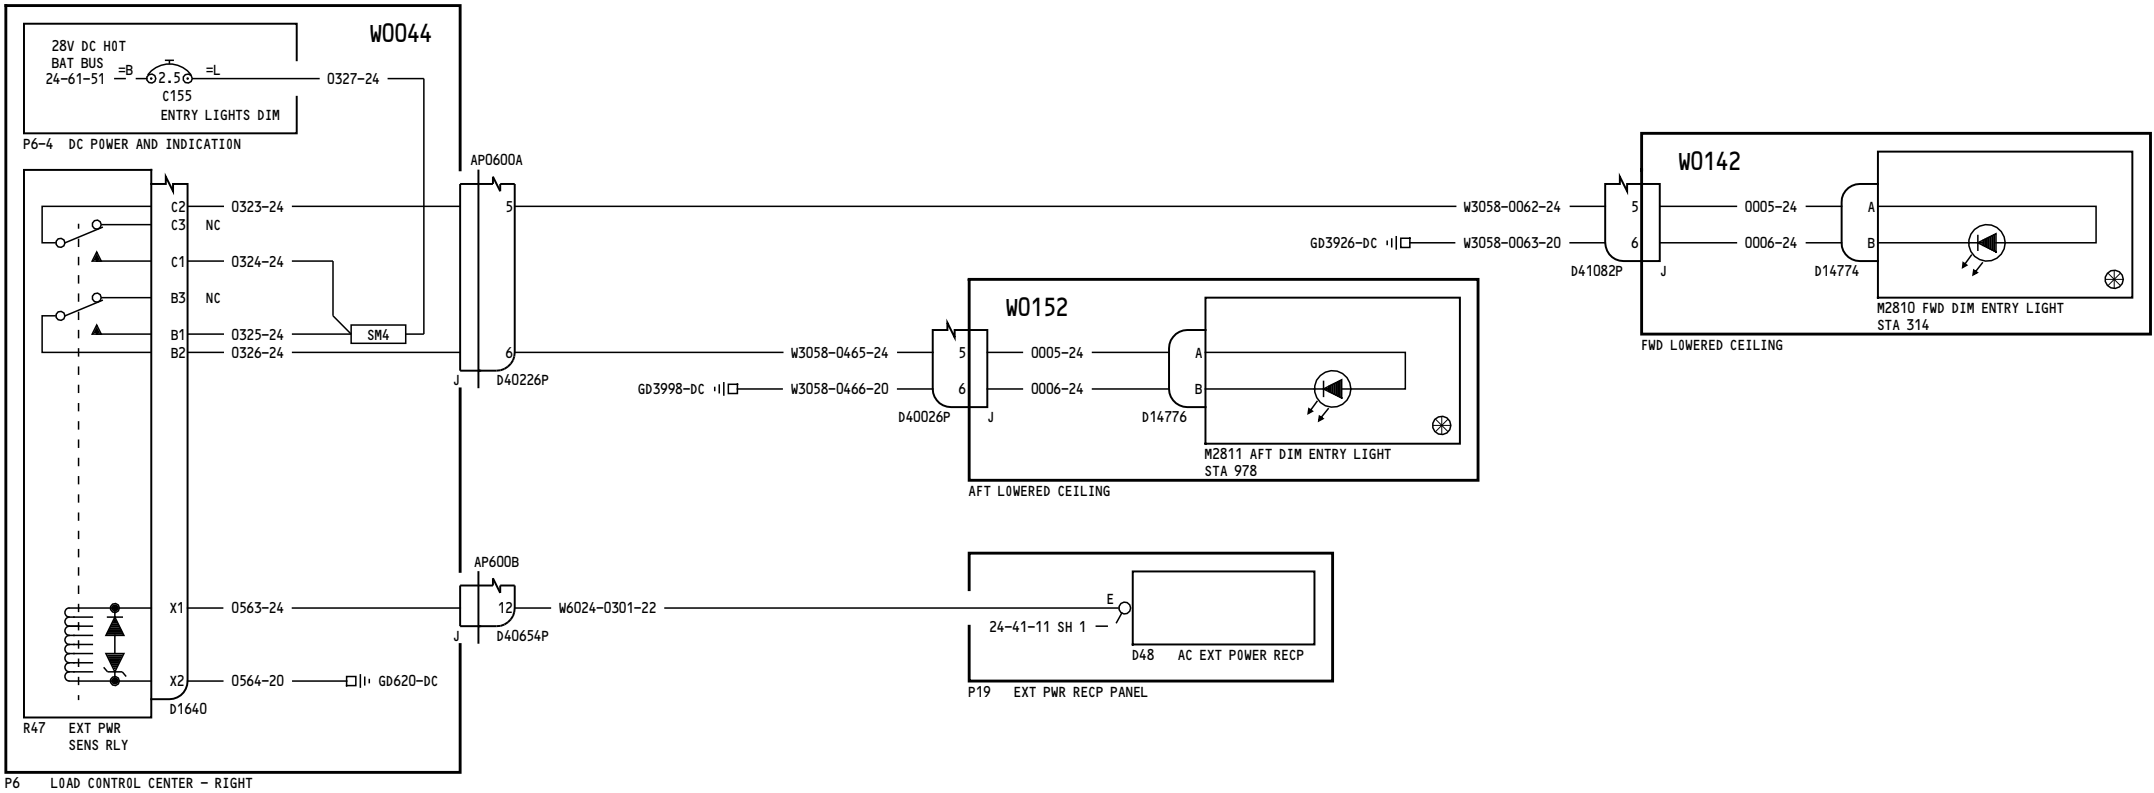 W0044
28V DC HOT
BAT BUS
24-61-51
=B
2.5
=L
0327-24
C155
ENTRY LIGHTS DIM
P6-4 DC POWER AND INDICATION
AP0600A
C2 0323-24
5
W3058-0062-24
5
0005-24
A
C3 NC
GD3926-DC
W3058-0063-20
6
0006-24
B
C1 0324-24
D41082P
J
D14774
W0142
M2810 FWD DIM ENTRY LIGHT
STA 314
FWD LOWERED CEILING
B3 NC
B1 0325-24
SM4
B2 0326-24
6
J
D40226P
W0152
W3058-0465-24
5
0005-24
A
GD3998-DC
W3058-0466-20
6
0006-24
B
D40026P
J
D14776
M2811 AFT DIM ENTRY LIGHT
STA 978
AFT LOWERED CEILING
AP600B
X1 0563-24
12
W6024-0301-22
E
J
D40654P
24-41-11 SH 1
D48 AC EXT POWER RECP
P19 EXT PWR RECP PANEL
X2 0564-20
GD620-DC
D1640
R47 EXT PWR
SENS RLY
P6 LOAD CONTROL CENTER - RIGHT